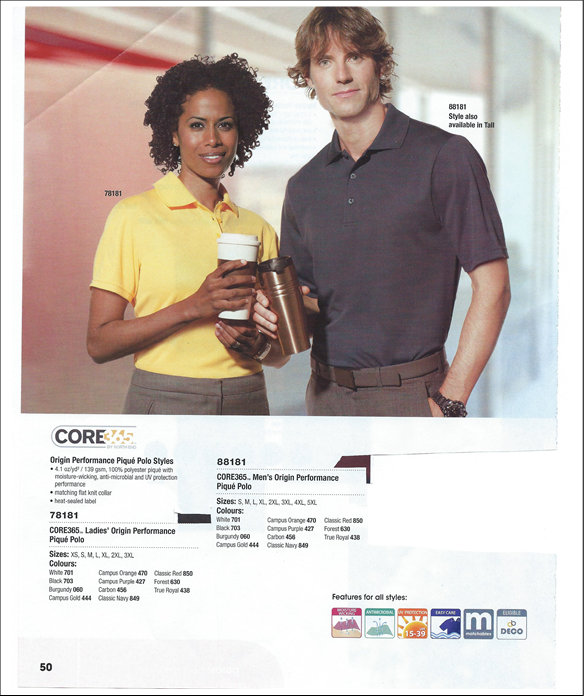 88181
Style also
available in Tall
78181
CORE365™
BY ASH CITY
Origin Performance Piqué Polo Styles
• 4.1 oz/yd² / 139 gsm, 100% polyester piqué with
moisture-wicking, anti-microbial and UV protection
performance
• matching flat knit collar
• heat-sealed label
78181
CORE365™ Ladies' Origin Performance
Piqué Polo
Sizes: XS, S, M, L, XL, 2XL, 3XL
Colours:
White 701 Campus Orange 470 Classic Red 850
Black 703 Campus Purple 427 Forest 630
Burgundy 060 Carbon 456 True Royal 438
Campus Gold 444 Classic Navy 849
88181
CORE365™ Men's Origin Performance
Piqué Polo
Sizes: S, M, L, XL, 2XL, 3XL, 4XL, 5XL
Colours:
White 701 Campus Orange 470 Classic Red 850
Black 703 Campus Purple 427 Forest 630
Burgundy 060 Carbon 456 True Royal 438
Campus Gold 444 Classic Navy 849
Features for all styles:
MOISTURE WICKING
ANTIMICROBIAL
UV PROTECTION
15-39
EASY CARE
m
matchables
ELIGIBLE
DECO
50